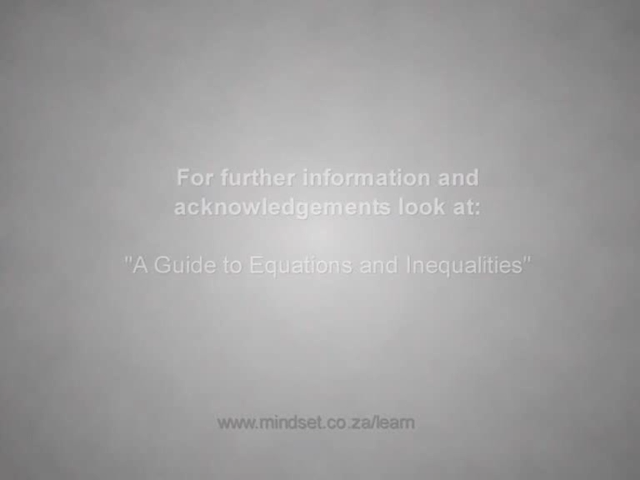 For further information and
acknowledgements look at:
"A Guide to Equations and Inequalities"
www.mindset.co.za/learn